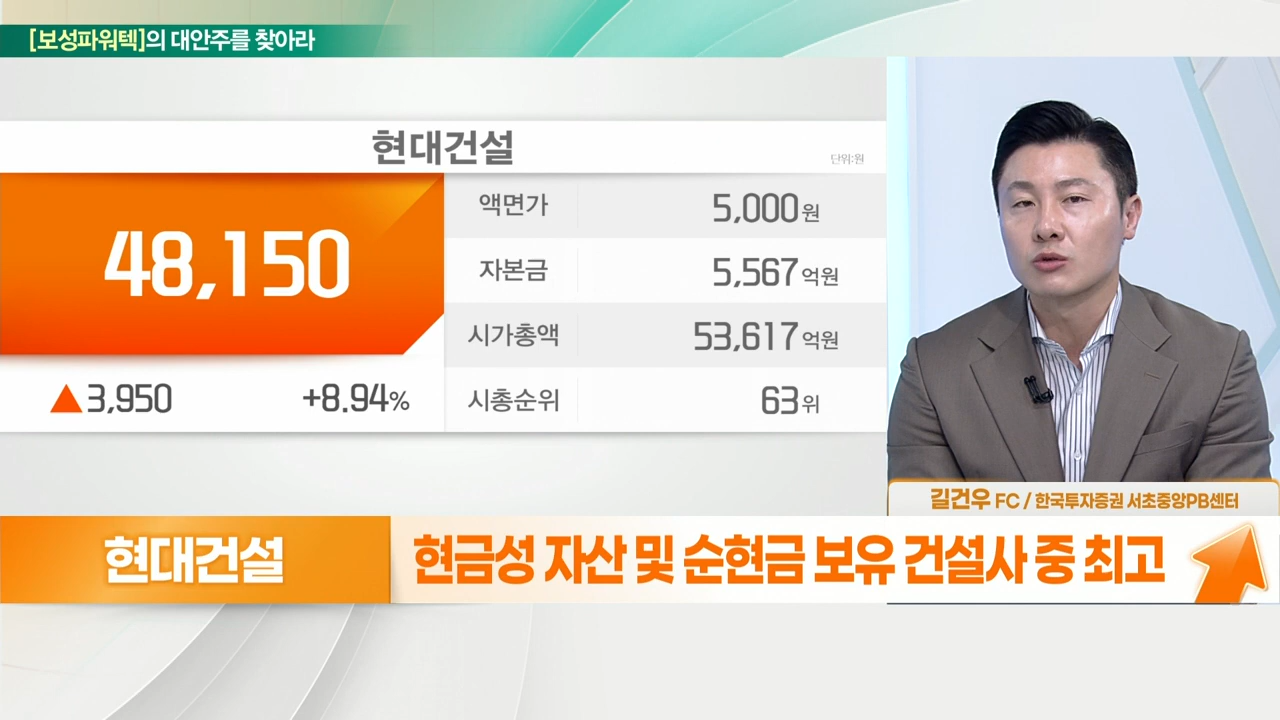 [보성파워텍]의 대안주를 찾아라
현대건설
단위:원
48,150
▲3,950 +8.94%
액면가 5,000원
자본금 5,567억원
시가총액 53,617억원
시총순위 63위
길건우 FC / 한국투자증권 서초중앙PB센터
현대건설
현금성 자산 및 순현금 보유 건설사 중 최고